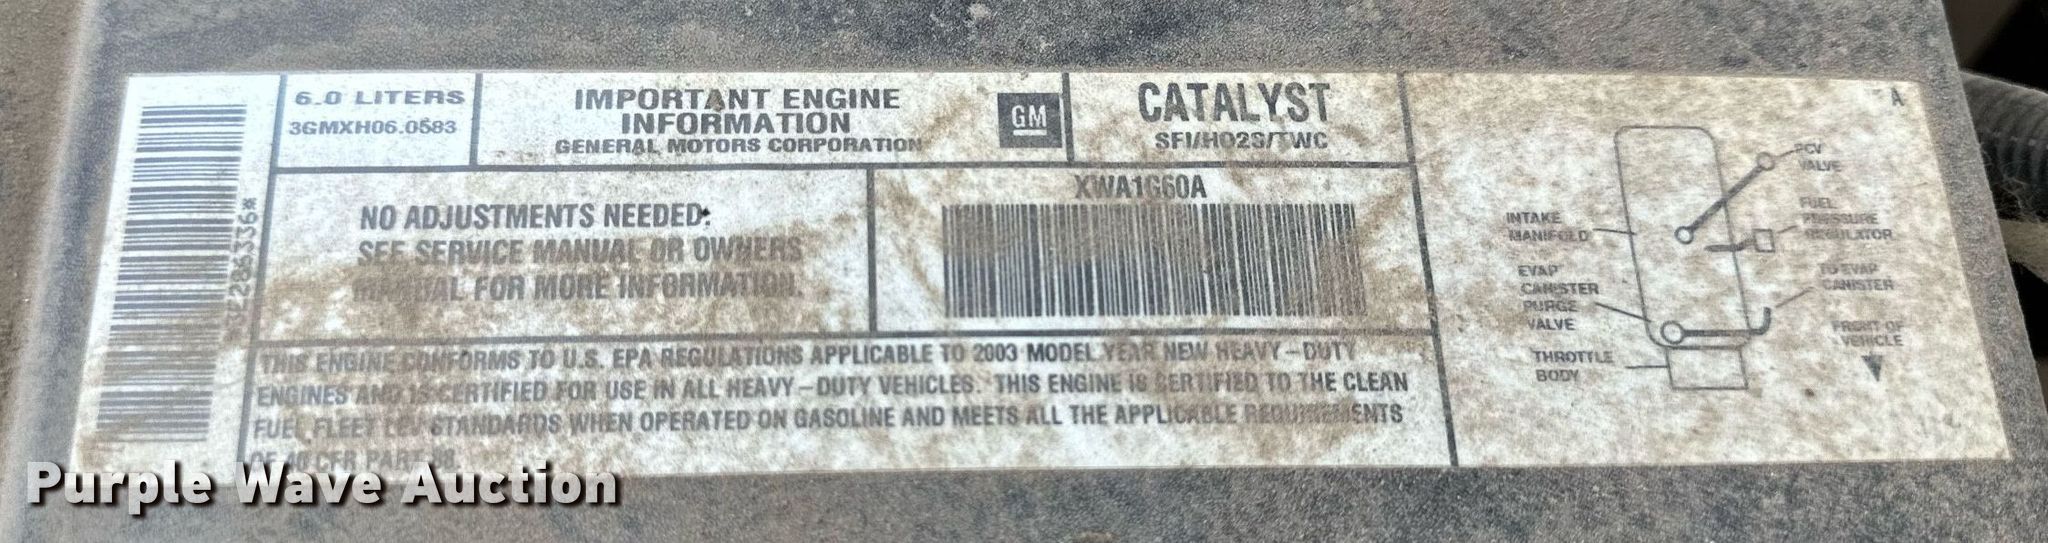 6.0 LITERS
3GMXH06.0583
IMPORTANT ENGINE
INFORMATION
GENERAL MOTORS CORPORATION
GM
CATALYST
SFI/HO2S/TWC
A
NO ADJUSTMENTS NEEDED:
SEE SERVICE MANUAL OR OWNERS
MANUAL FOR MORE INFORMATION.
XWA1G60A
THIS ENGINE CONFORMS TO U.S. EPA REGULATIONS APPLICABLE TO 2003 MODEL YEAR NEW HEAVY-DUTY
ENGINES AND IS CERTIFIED FOR USE IN ALL HEAVY-DUTY VEHICLES. THIS ENGINE IS CERTIFIED TO THE CLEAN
FUEL FLEET LEV STANDARDS WHEN OPERATED ON GASOLINE AND MEETS ALL THE APPLICABLE REQUIREMENTS
OF 40 CFR PART 88.
PCV
VALVE
FUEL
PRESSURE
REGULATOR
INTAKE
MANIFOLD
EVAP
CANISTER
PURGE
VALVE
TO EVAP
CANISTER
THROTTLE
BODY
FRONT OF
VEHICLE
Purple Wave Auction